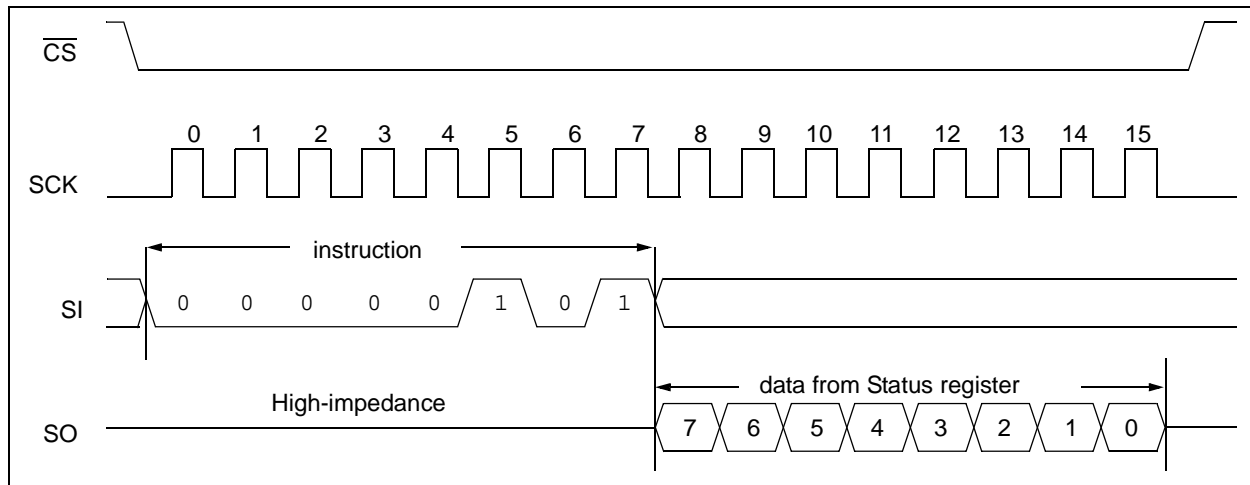 CS
0 1 2 3 4 5 6 7 8 9 10 11 12 13 14 15
SCK
instruction
SI 0 0 0 0 0 1 0 1
data from Status register
High-impedance
SO 7 6 5 4 3 2 1 0